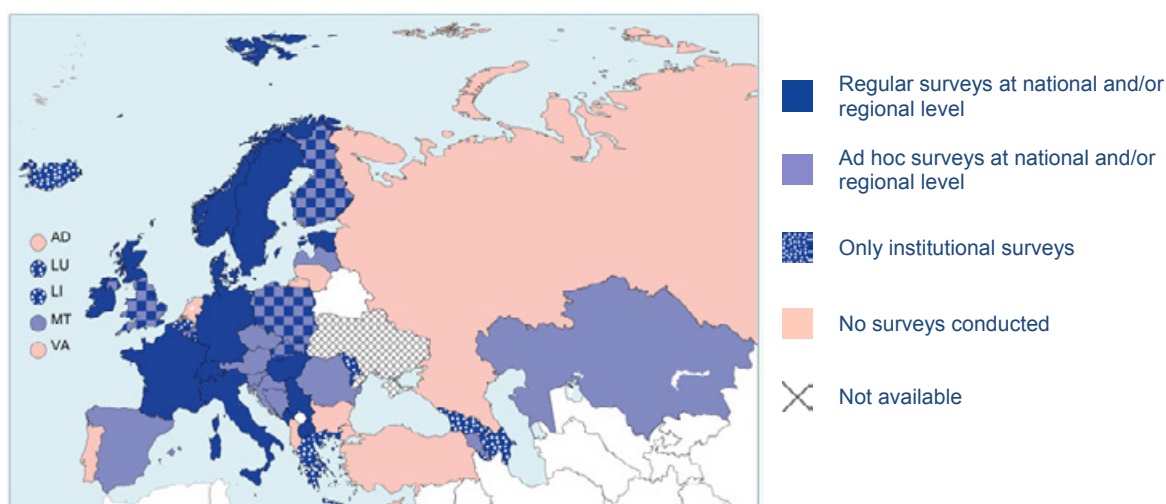 AD
LU
LI
MT
VA
Regular surveys at national and/or
regional level
Ad hoc surveys at national and/or
regional level
Only institutional surveys
No surveys conducted
Not available